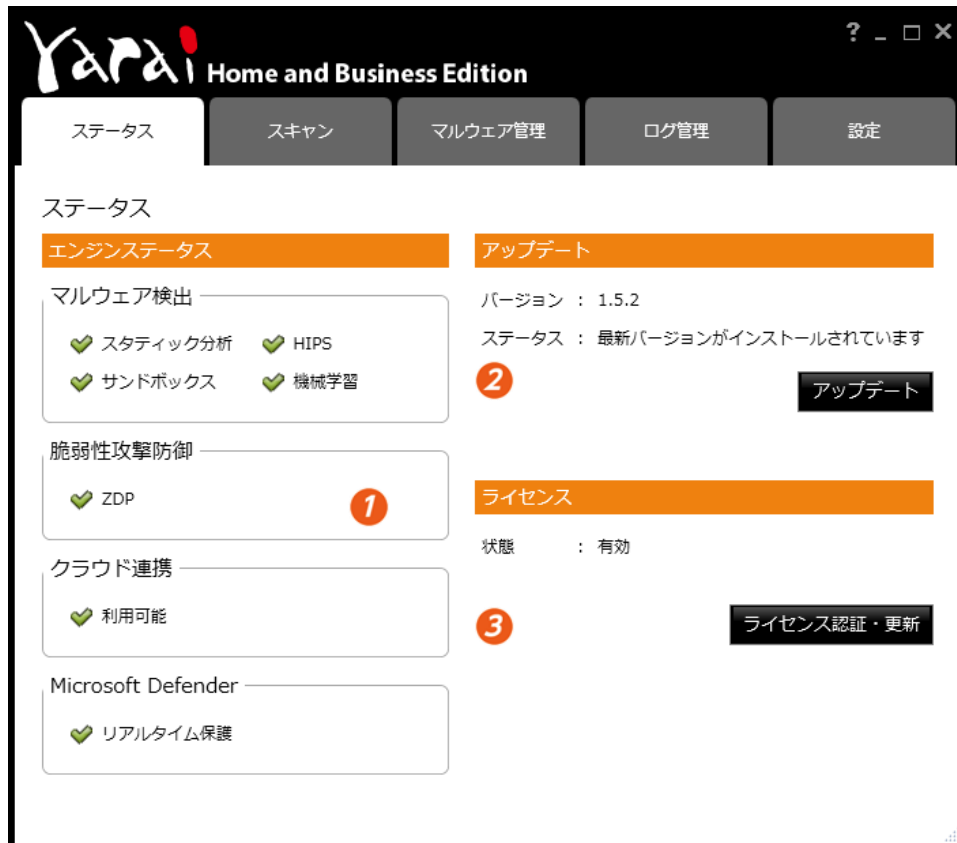 Yarai Home and Business Edition
? _ □ ×
ステータス スキャン マルウェア管理 ログ管理 設定
ステータス
エンジンステータス
マルウェア検出
スタティック分析 HIPS
サンドボックス 機械学習
脆弱性攻撃防御
ZDP
1
クラウド連携
利用可能
Microsoft Defender
リアルタイム保護
アップデート
バージョン : 1.5.2
ステータス : 最新バージョンがインストールされています
2
アップデート
ライセンス
状態 : 有効
3
ライセンス認証・更新